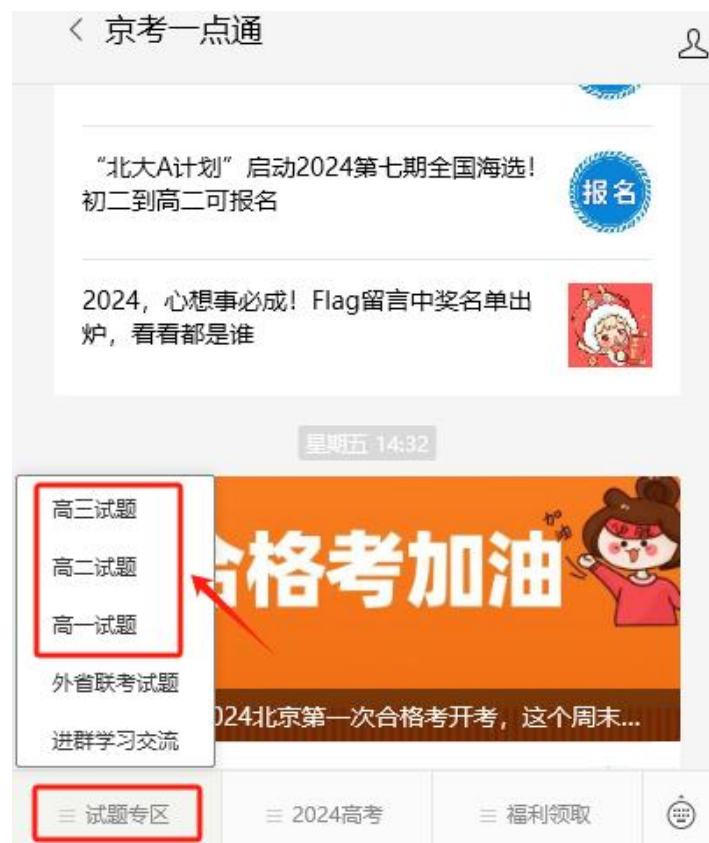 京考一点通
“北大A计划”启动2024第七期全国海选！
初二到高二可报名
报名
2024，心想事必成！Flag留言中奖名单出
炉，看看都是谁
星期五 14:32
高三试题
高二试题
高一试题
外省联考试题
进群学习交流
格考加油
加油
024北京第一次合格考开考，这个周末...
试题专区
2024高考
福利领取